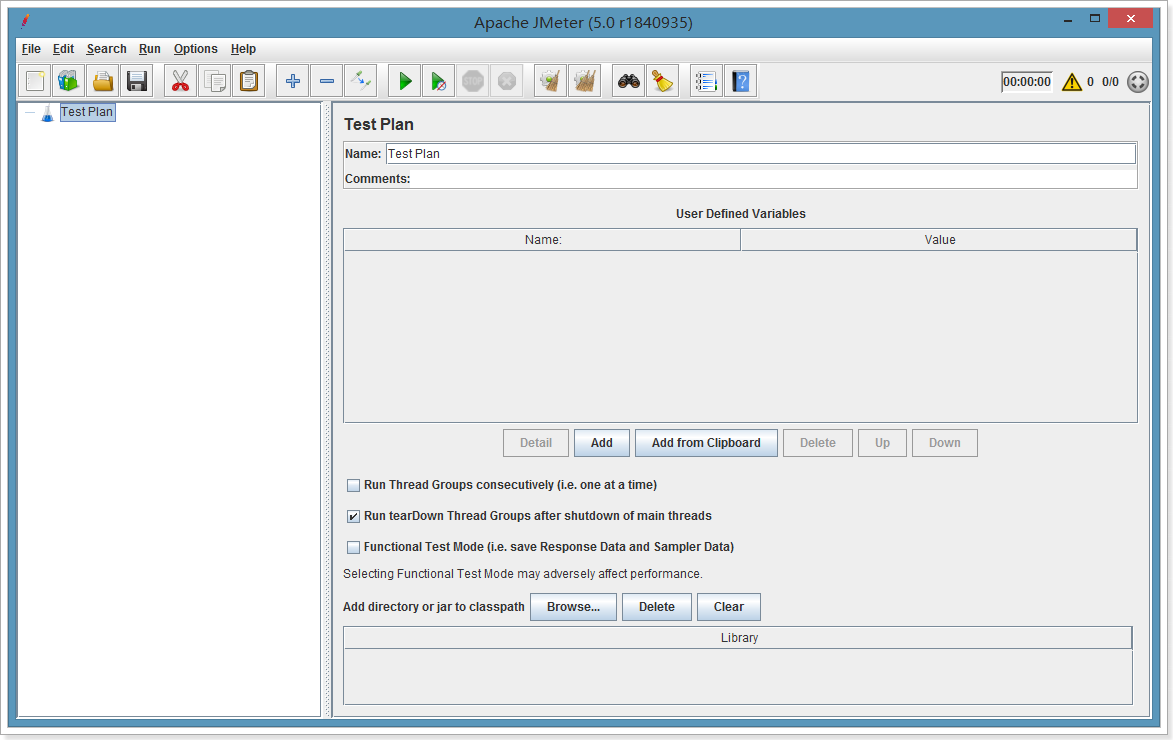 Apache JMeter (5.0 r1840935)
File Edit Search Run Options Help
STOP
00:00:00 0 0/0
Test Plan
Test Plan
Name: Test Plan
Comments:
User Defined Variables
Name: Value
Detail Add Add from Clipboard Delete Up Down
Run Thread Groups consecutively (i.e. one at a time)
Run tearDown Thread Groups after shutdown of main threads
Functional Test Mode (i.e. save Response Data and Sampler Data)
Selecting Functional Test Mode may adversely affect performance.
Add directory or jar to classpath Browse... Delete Clear
Library